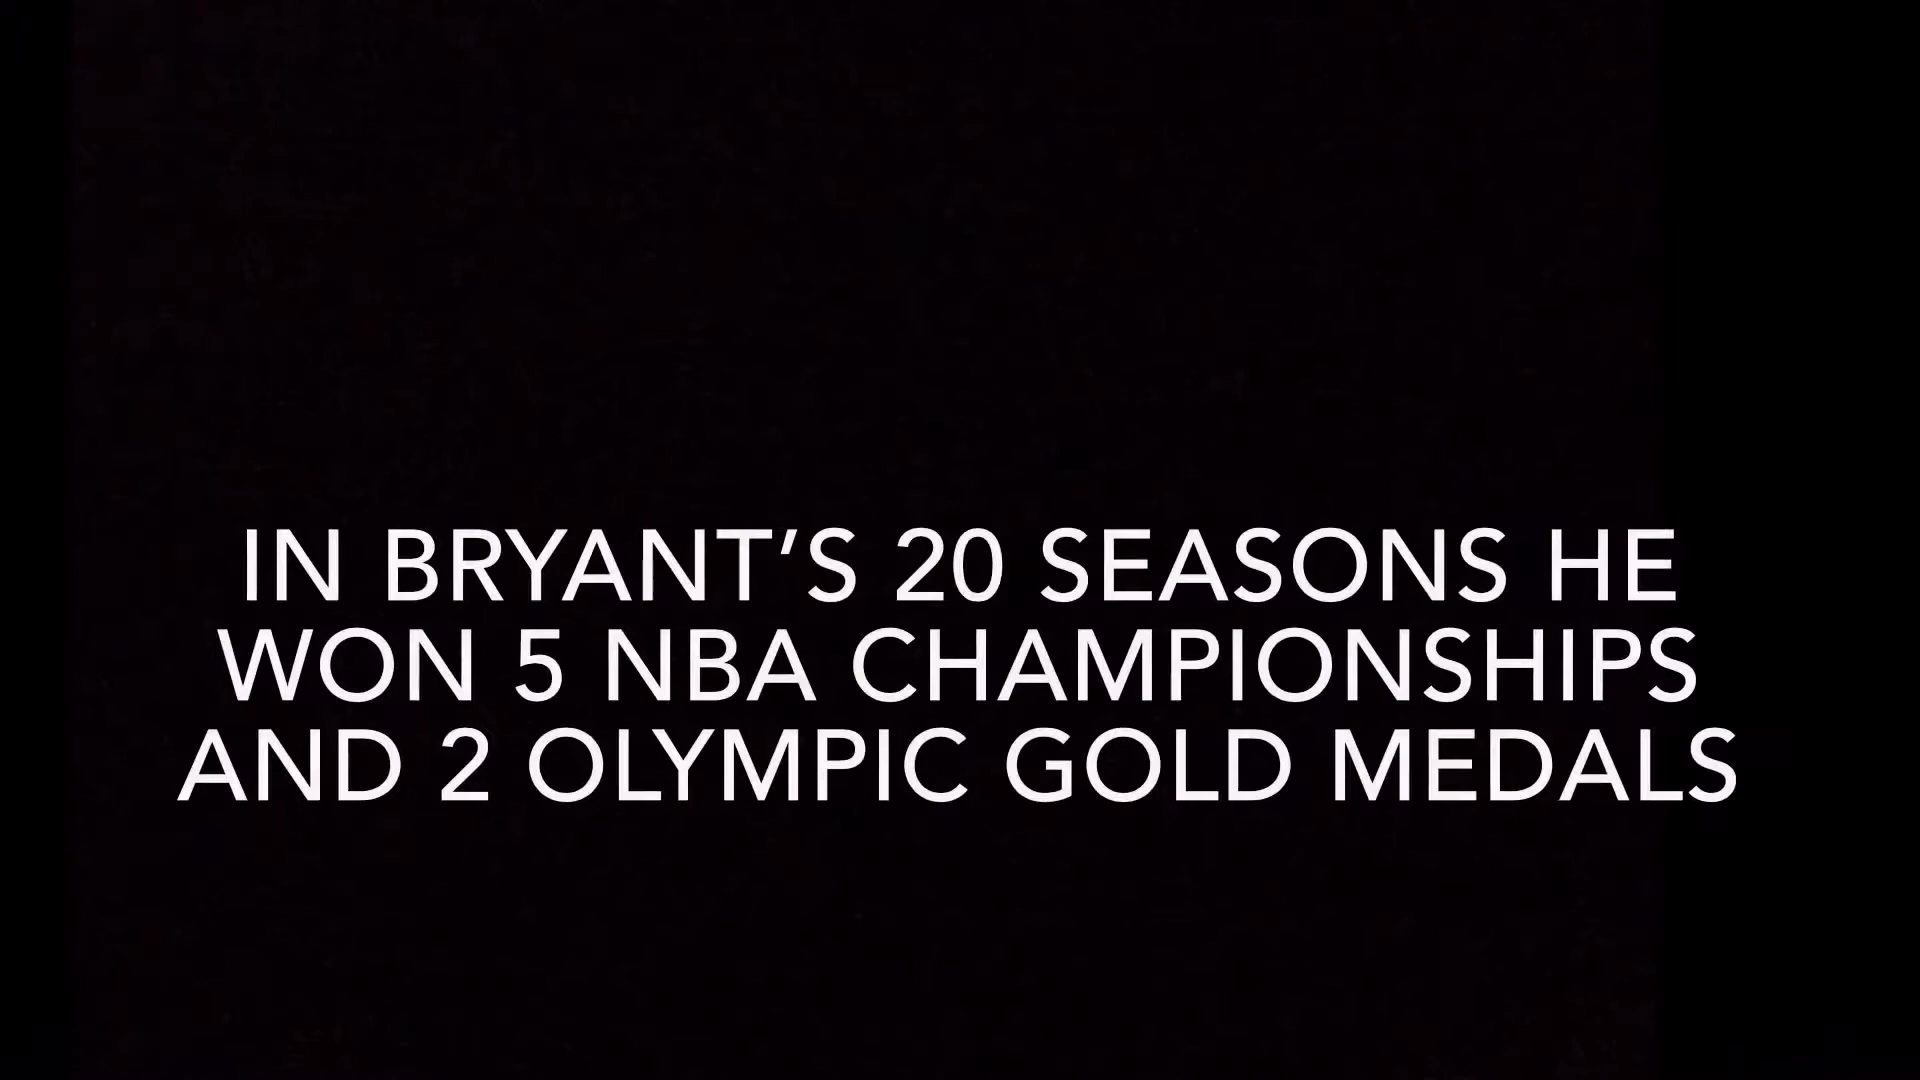 IN BRYANT’S 20 SEASONS HE
WON 5 NBA CHAMPIONSHIPS
AND 2 OLYMPIC GOLD MEDALS